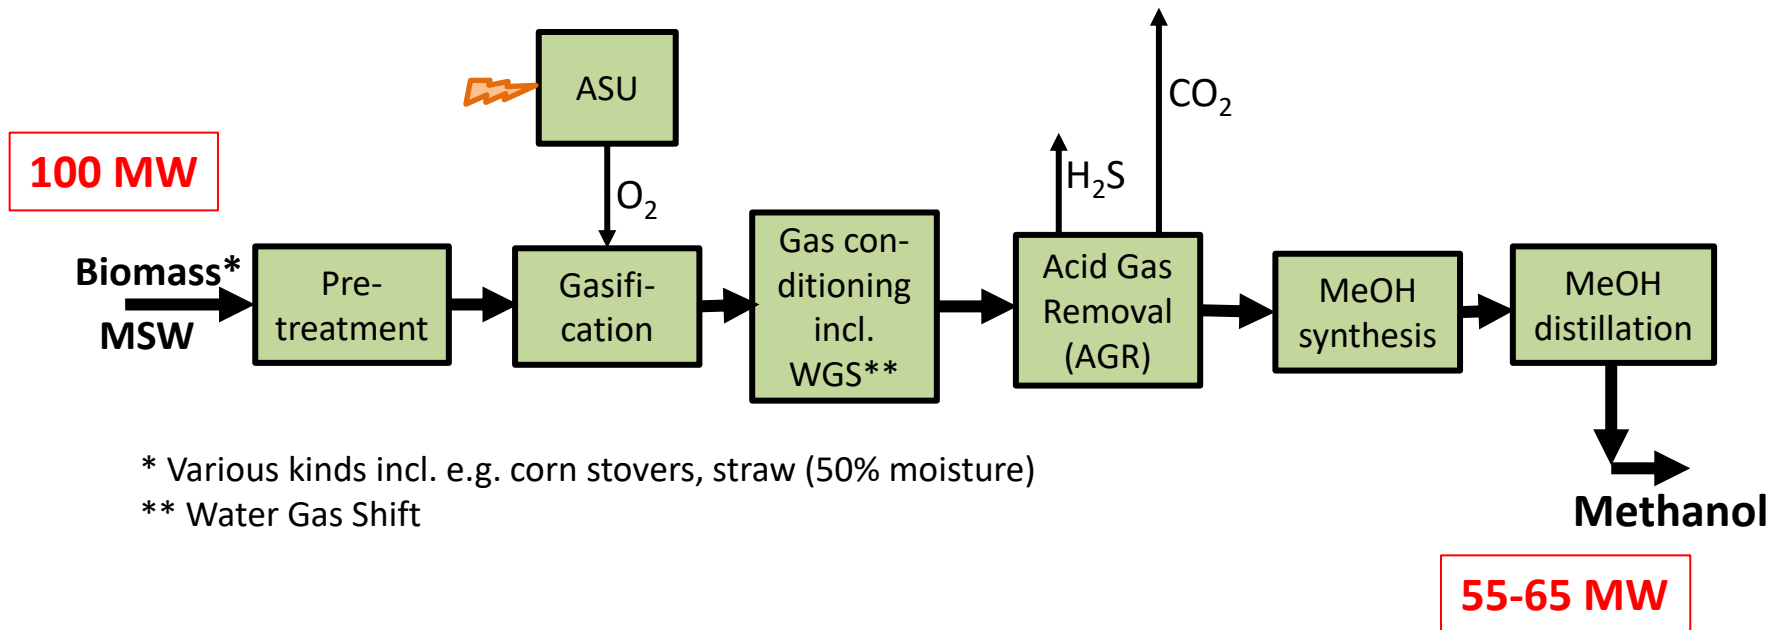 ASU
CO₂
100 MW
H₂S
O₂
Biomass*
MSW
Pre-
treatment
Gasifi-
cation
Gas con-
ditioning
incl.
WGS**
Acid Gas
Removal
(AGR)
MeOH
synthesis
MeOH
distillation
* Various kinds incl. e.g. corn stovers, straw (50% moisture)
** Water Gas Shift
Methanol
55-65 MW